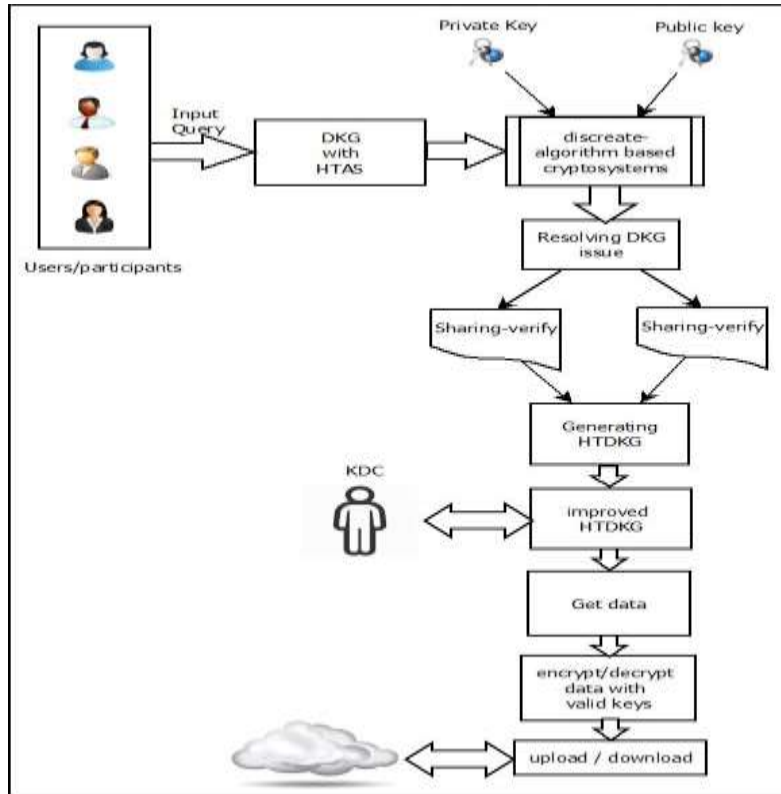 Private Key
Public key
Input
Query
DKG
with
HTAS
discreate-
algorithm based
cryptosystems
Users/participants
Resolving DKG
issue
Sharing-verify
Sharing-verify
Generating
HTDKG
KDC
improved
HTDKG
Get data
encrypt/decrypt
data with
valid keys
upload / download